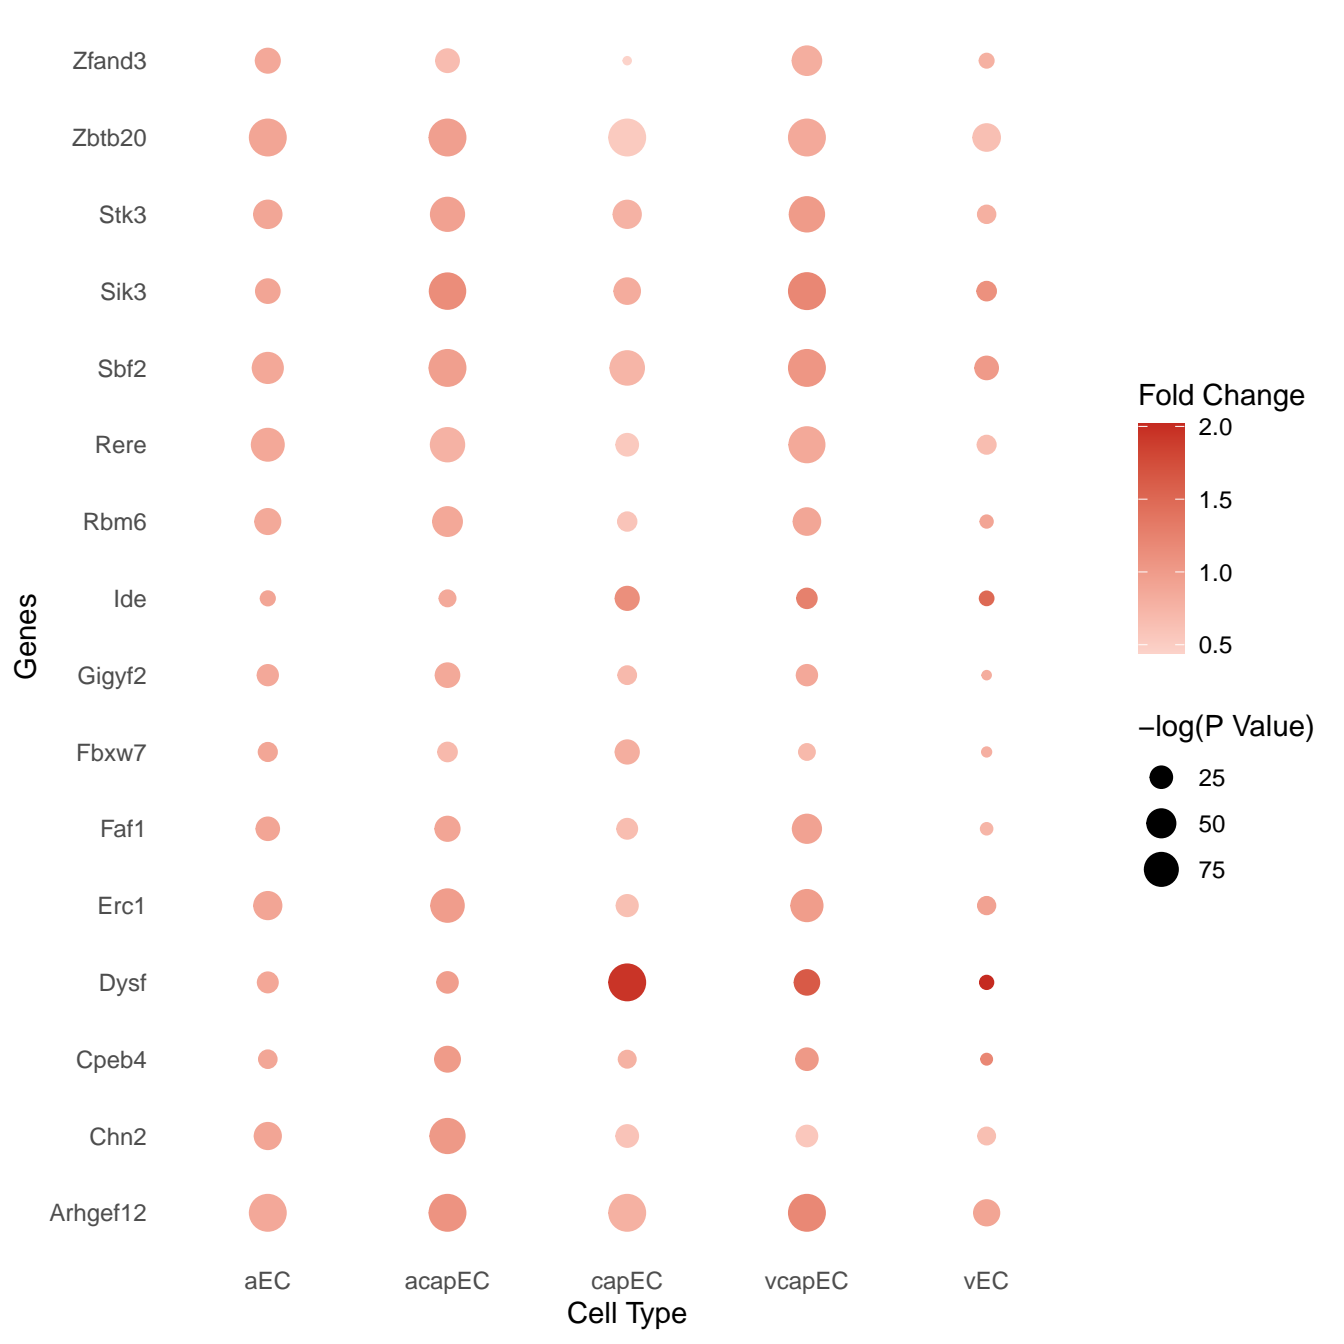 Zfand3
Zbtb20
Stk3
Sik3
Sbf2
Rere
Rbm6
Ide
Gigyf2
Fbxw7
Faf1
Erc1
Dysf
Cpeb4
Chn2
Arhgef12
Genes
aEC acapEC capEC vcapEC vEC
Cell Type
Fold Change
2.0
1.5
1.0
0.5
−log(P Value)
25
50
75